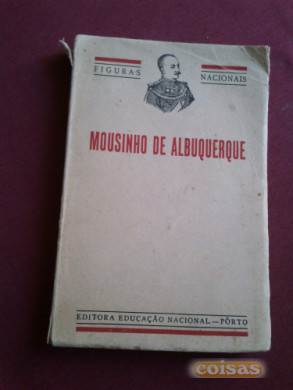 FIGURAS NACIONAIS
MOUSINHO DE ALBUQUERQUE
EDITORA EDUCAÇÃO NACIONAL — PÔRTO
coisas